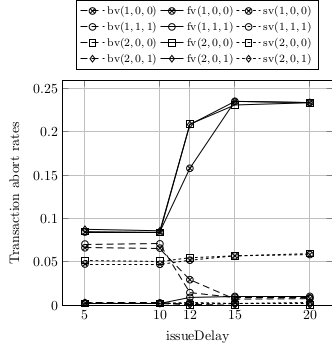 bv(1, 0, 0) fv(1, 0, 0) sv(1, 0, 0)
bv(1, 1, 1) fv(1, 1, 1) sv(1, 1, 1)
bv(2, 0, 0) fv(2, 0, 0) sv(2, 0, 0)
bv(2, 0, 1) fv(2, 0, 1) sv(2, 0, 1)
0.25
0.2
0.15
0.1
0.05
0
Transaction abort rates
5 10 12 15 20
issueDelay